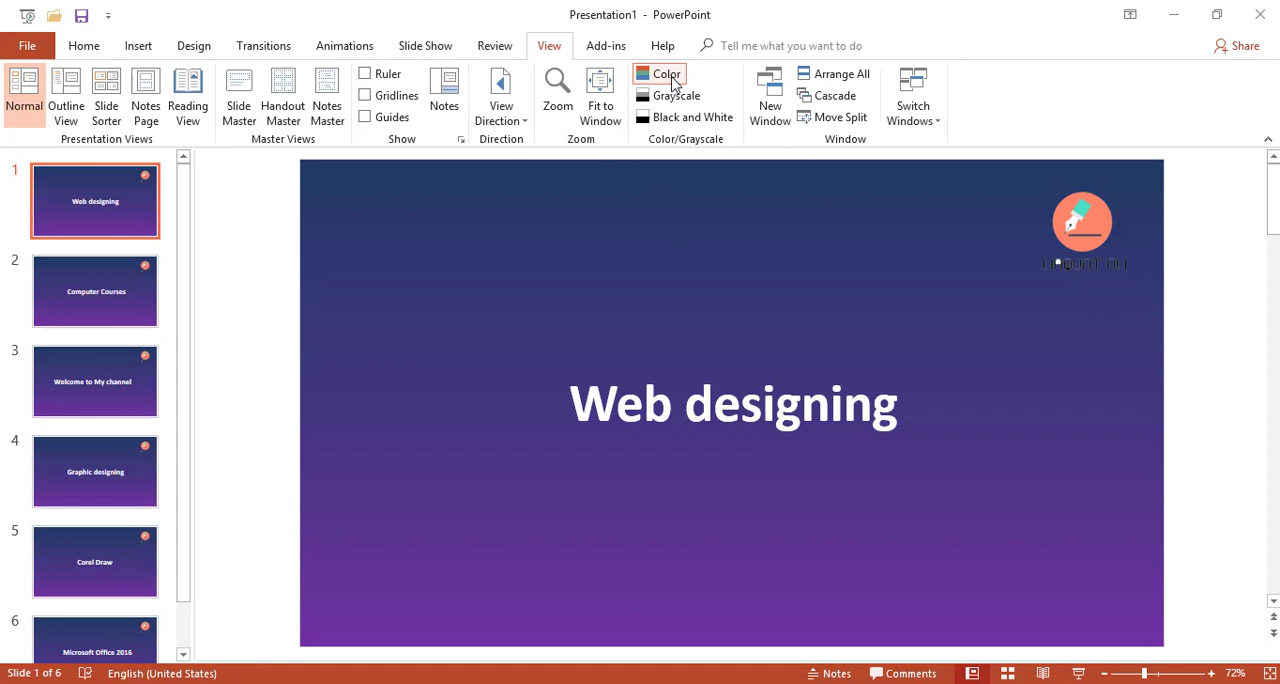 Presentation1 - PowerPoint
File Home Insert Design Transitions Animations Slide Show Review View Add-ins Help Tell me what you want to do Share
Normal Outline View Slide Sorter Notes Page Reading View
Presentation Views
Slide Master Handout Master Notes Master
Master Views
Ruler
Gridlines
Guides
Notes
Show
View Direction
Direction
Zoom Fit to Window
Zoom
Color
Grayscale
Black and White
Color/Grayscale
New Window
Arrange All
Cascade
Move Split
Switch Windows
Window
1
Web designing
2
Computer Courses
3
Welcome to My channel
4
Graphic designing
5
Corel Draw
6
Microsoft Office 2016
LIAQUAT ALI
Web designing
Slide 1 of 6 English (United States) Notes Comments 72%